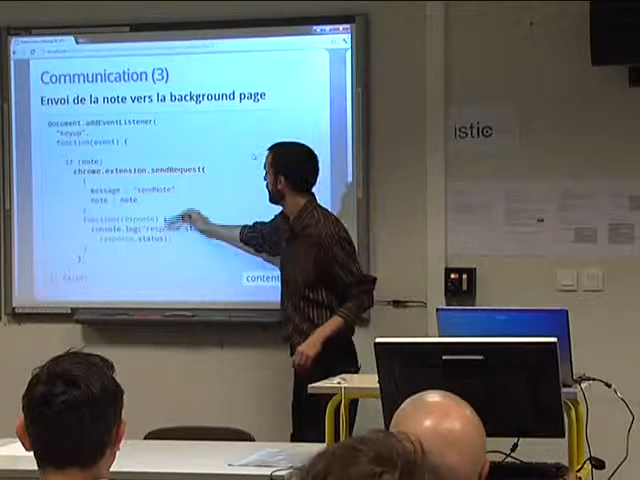 Communication (3)
Envoi de la note vers la background page
document.addEventListener(
"keyup",
function(event) {
if (note)
chrome.extension.sendRequest(
{
message : "sendNote"
note : note
}
function(response) {
console.log("response st
response.status);
}
);
content
istic